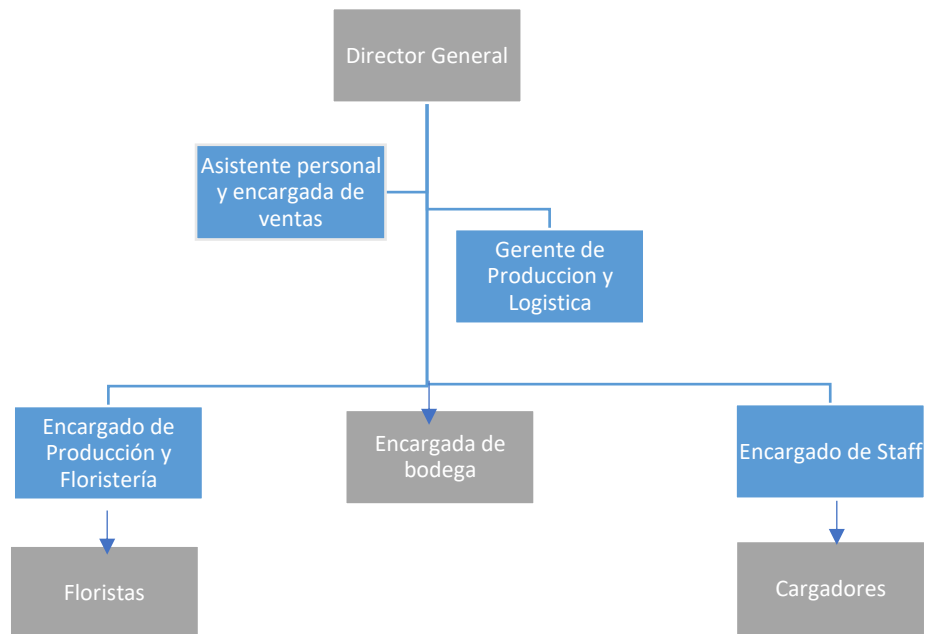 Director General
Asistente personal
y encargada de
ventas
Gerente de
Produccion y
Logistica
Encargado de
Producción y
Floristería
Encargada de
bodega
Encargado de Staff
Floristas
Cargadores